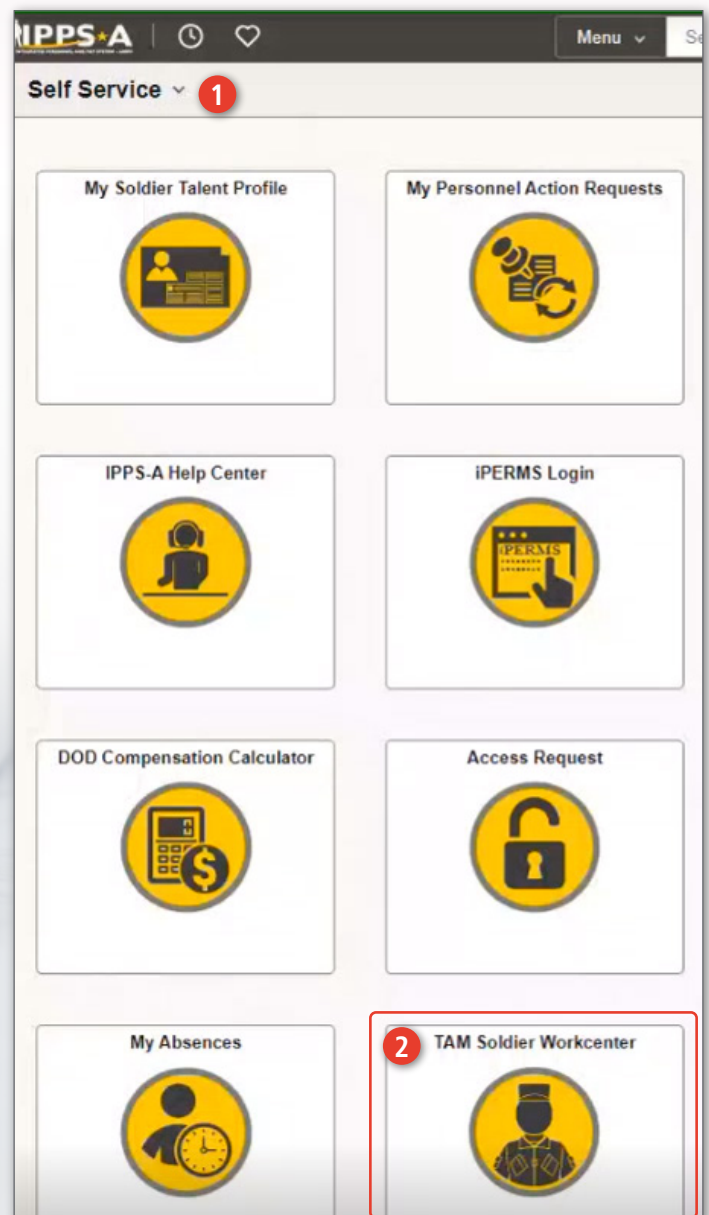 IPPS★A
Menu
Self Service
1
My Soldier Talent Profile
My Personnel Action Requests
IPPS-A Help Center
iPERMS Login
iPERMS
DOD Compensation Calculator
Access Request
My Absences
2
TAM Soldier Workcenter